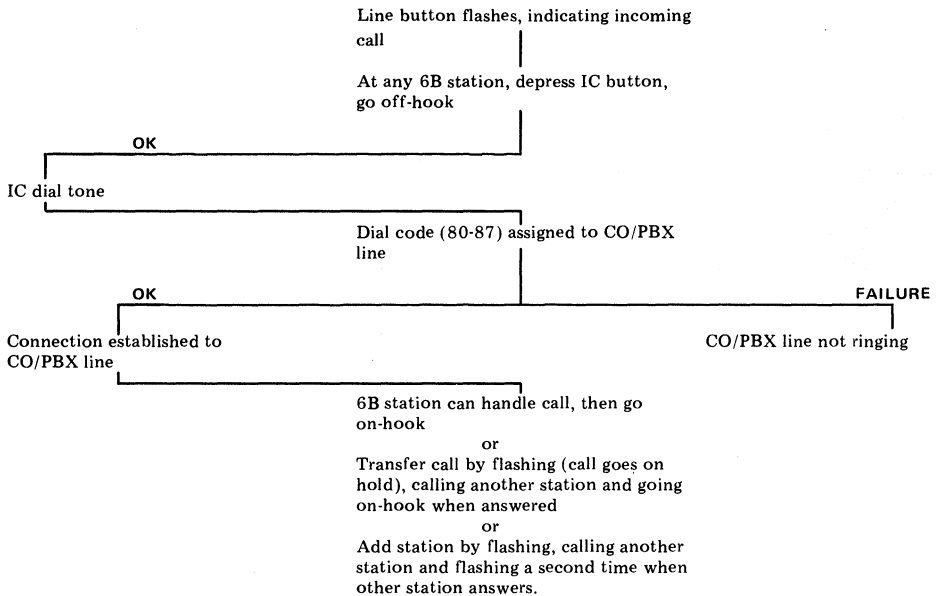 Line button flashes, indicating incoming
call
At any 6B station, depress IC button,
go off-hook
OK
IC dial tone
Dial code (80-87) assigned to CO/PBX
line
OK
FAILURE
Connection established to
CO/PBX line
CO/PBX line not ringing
6B station can handle call, then go
on-hook
or
Transfer call by flashing (call goes on
hold), calling another station and going
on-hook when answered
or
Add station by flashing, calling another
station and flashing a second time when
other station answers.